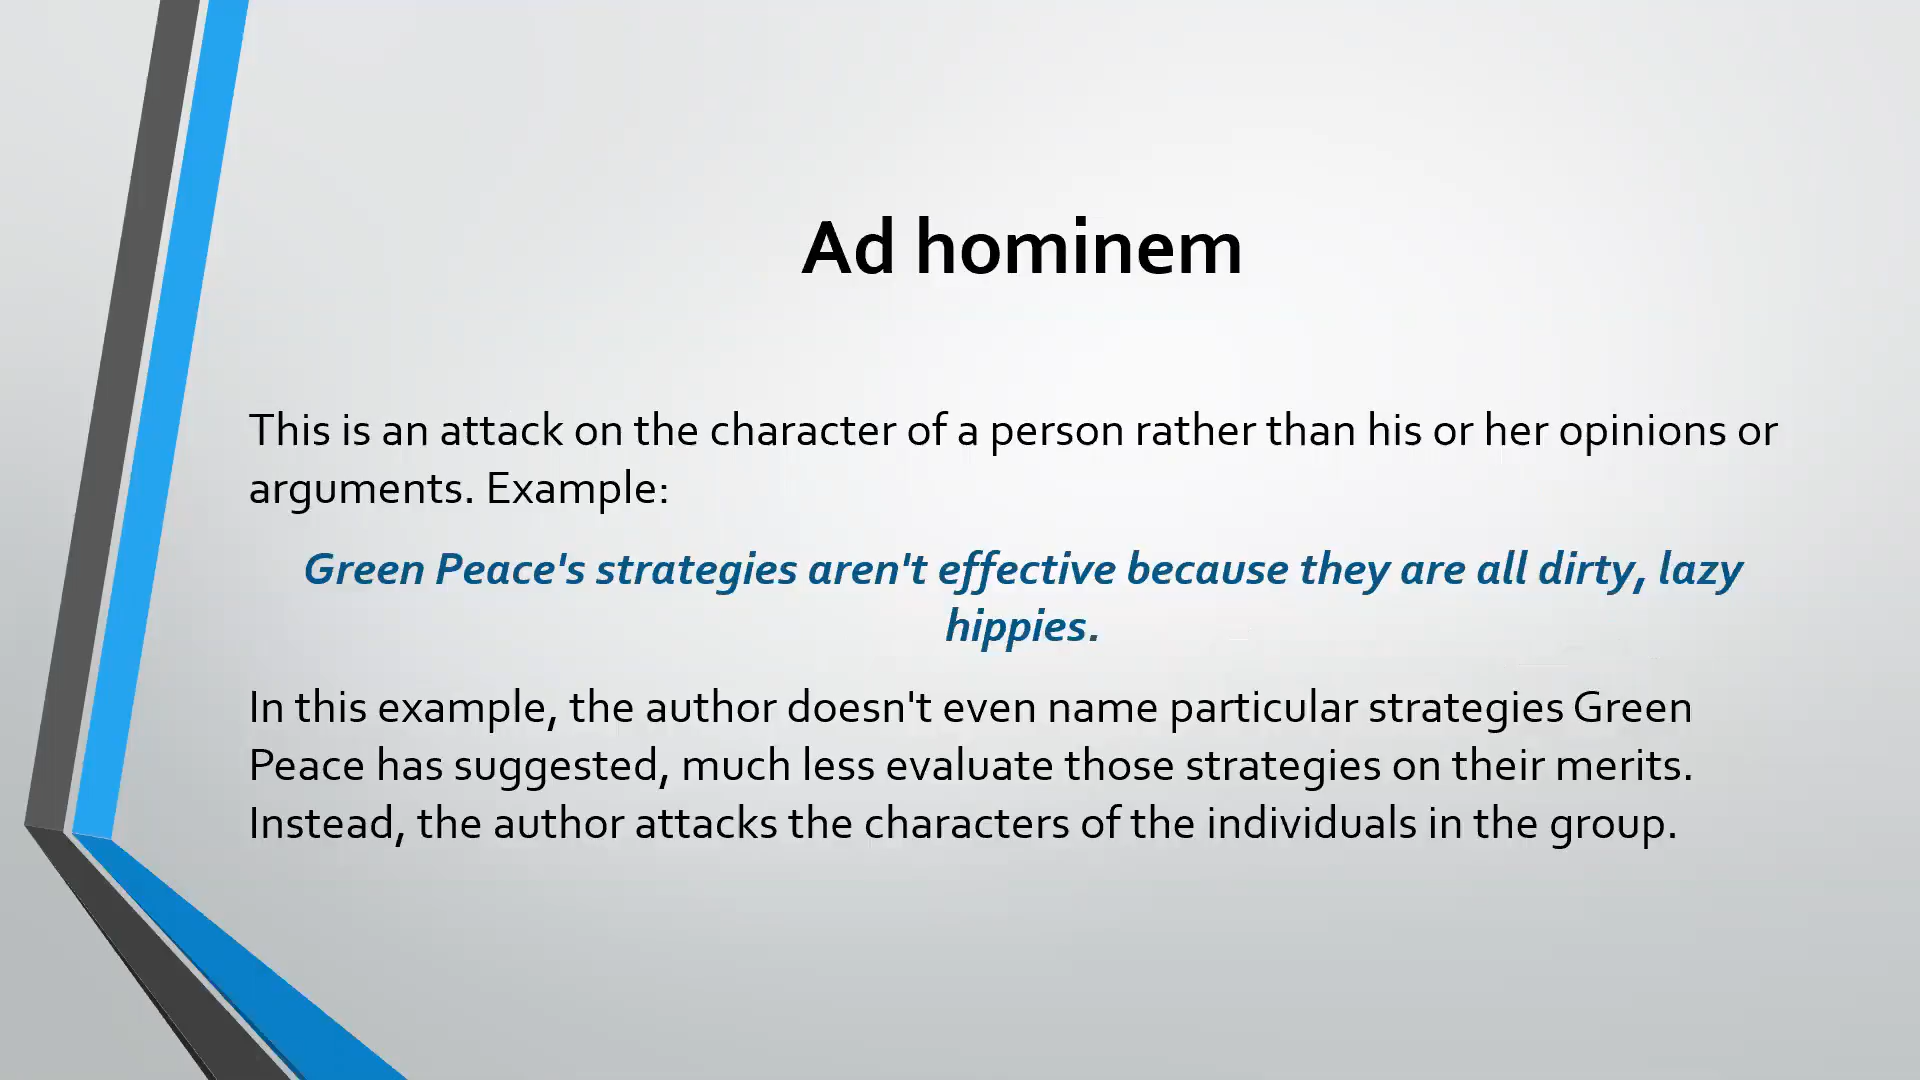 Ad hominem
This is an attack on the character of a person rather than his or her opinions or
arguments. Example:
Green Peace's strategies aren't effective because they are all dirty, lazy
hippies.
In this example, the author doesn't even name particular strategies Green
Peace has suggested, much less evaluate those strategies on their merits.
Instead, the author attacks the characters of the individuals in the group.